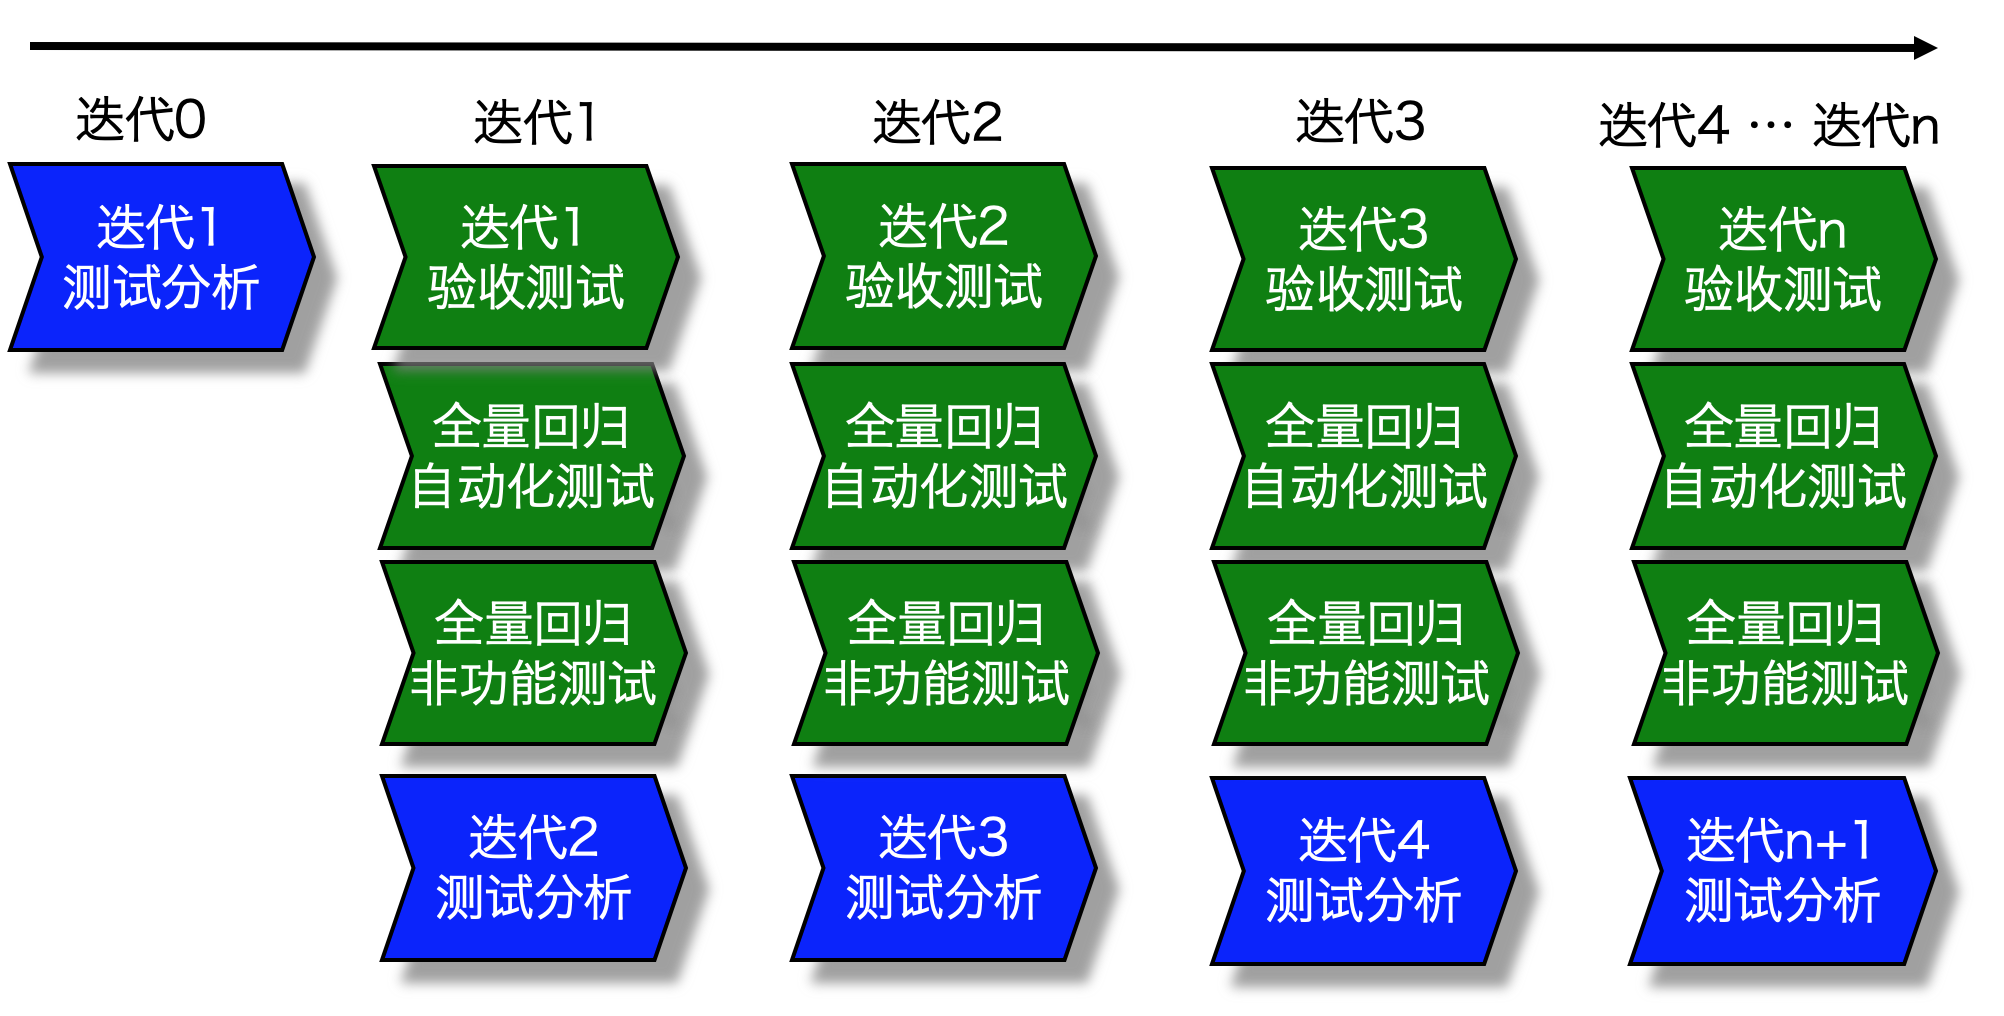 迭代0
迭代1
迭代2
迭代3
迭代4 … 迭代n
迭代1
测试分析
迭代1
验收测试
迭代2
验收测试
迭代3
验收测试
迭代n
验收测试
全量回归
自动化测试
全量回归
自动化测试
全量回归
自动化测试
全量回归
自动化测试
全量回归
非功能测试
全量回归
非功能测试
全量回归
非功能测试
全量回归
非功能测试
迭代2
测试分析
迭代3
测试分析
迭代4
测试分析
迭代n+1
测试分析